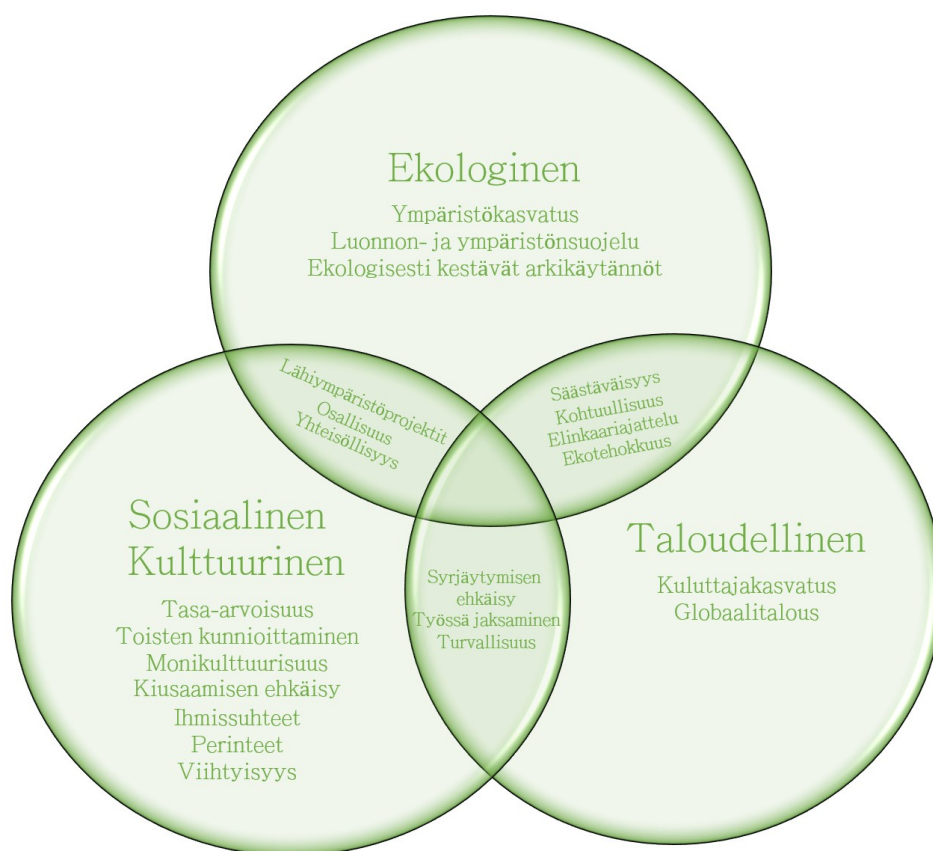 Ekologinen
Ympäristökasvatus
Luonnon- ja ympäristönsuojelu
Ekologisesti kestävät arkikäytännöt
Lähiympäristöprojektit
Osallisuus
Yhteisöllisyys
Säästäväisyys
Kohtuullisuus
Elinkaariajattelu
Ekotehokkuus
Sosiaalinen
Kulttuurinen
Tasa-arvoisuus
Toisten kunnioittaminen
Monikulttuurisuus
Kiusaamisen ehkäisy
Ihmissuhteet
Perinteet
Viihtyisyys
Syrjäytymisen
ehkäisy
Työssä jaksaminen
Turvallisuus
Taloudellinen
Kuluttajakasvatus
Globaalitalous